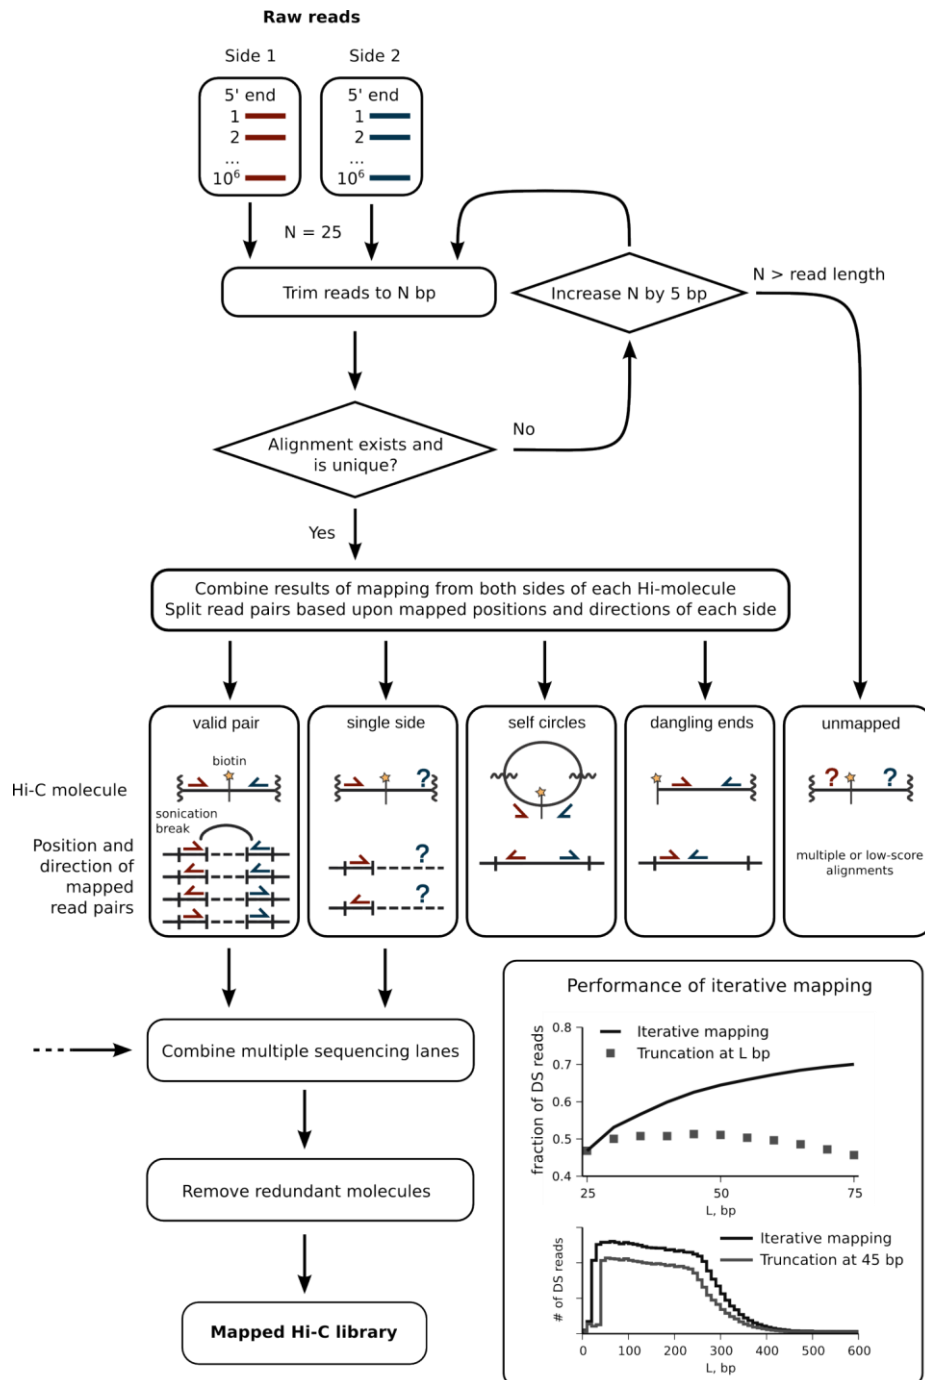 Raw reads
Side 1
Side 2
5' end
1
2
...
10⁶
5' end
1
2
...
10⁶
N = 25
Trim reads to N bp
Increase N by 5 bp
N > read length
Alignment exists and
is unique?
No
Yes
Combine results of mapping from both sides of each Hi-molecule
Split read pairs based upon mapped positions and directions of each side
valid pair
single side
self circles
dangling ends
unmapped
Hi-C molecule
biotin
?
? ?
sonication
break
Position and
direction of
mapped
read pairs
?
?
multiple or low-score
alignments
Combine multiple sequencing lanes
Remove redundant molecules
Mapped Hi-C library
Performance of iterative mapping
fraction of DS reads
0.8
0.7
0.6
0.5
0.4
Iterative mapping
Truncation at L bp
25 50 75
L, bp
# of DS reads
Iterative mapping
Truncation at 45 bp
0 100 200 300 400 500 600
L, bp